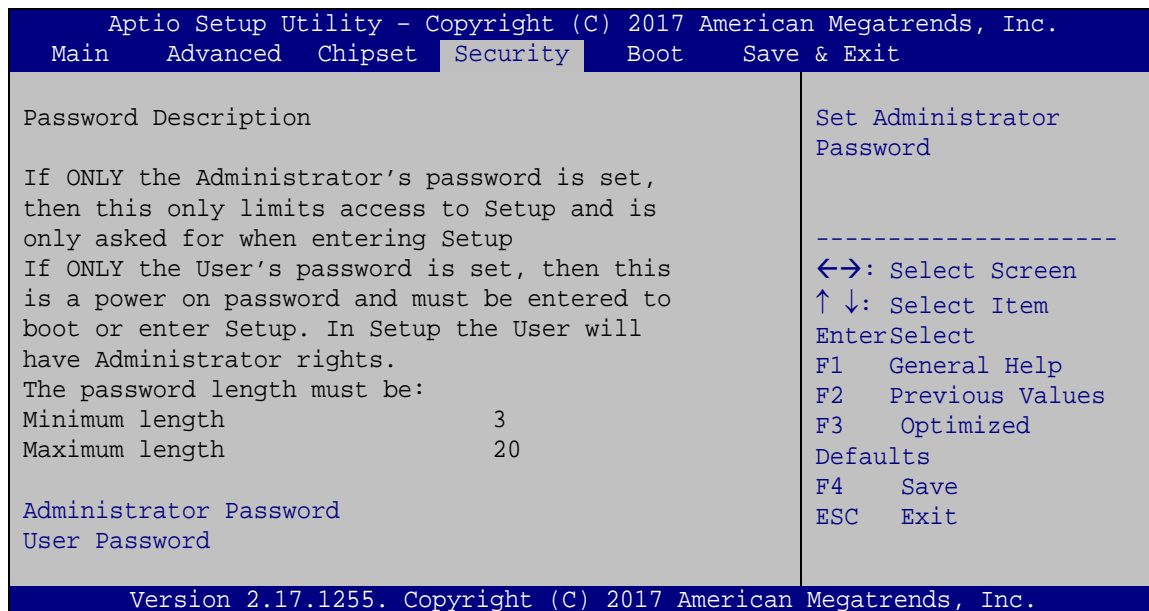 Aptio Setup Utility – Copyright (C) 2017 American Megatrends, Inc.
Main Advanced Chipset Security Boot Save & Exit
Password Description
If ONLY the Administrator's password is set,
then this only limits access to Setup and is
only asked for when entering Setup
If ONLY the User's password is set, then this
is a power on password and must be entered to
boot or enter Setup. In Setup the User will
have Administrator rights.
The password length must be:
Minimum length 3
Maximum length 20
Administrator Password
User Password
Set Administrator
Password
---------------------
←→: Select Screen
↑ ↓: Select Item
EnterSelect
F1 General Help
F2 Previous Values
F3 Optimized
Defaults
F4 Save
ESC Exit
Version 2.17.1255. Copyright (C) 2017 American Megatrends, Inc.